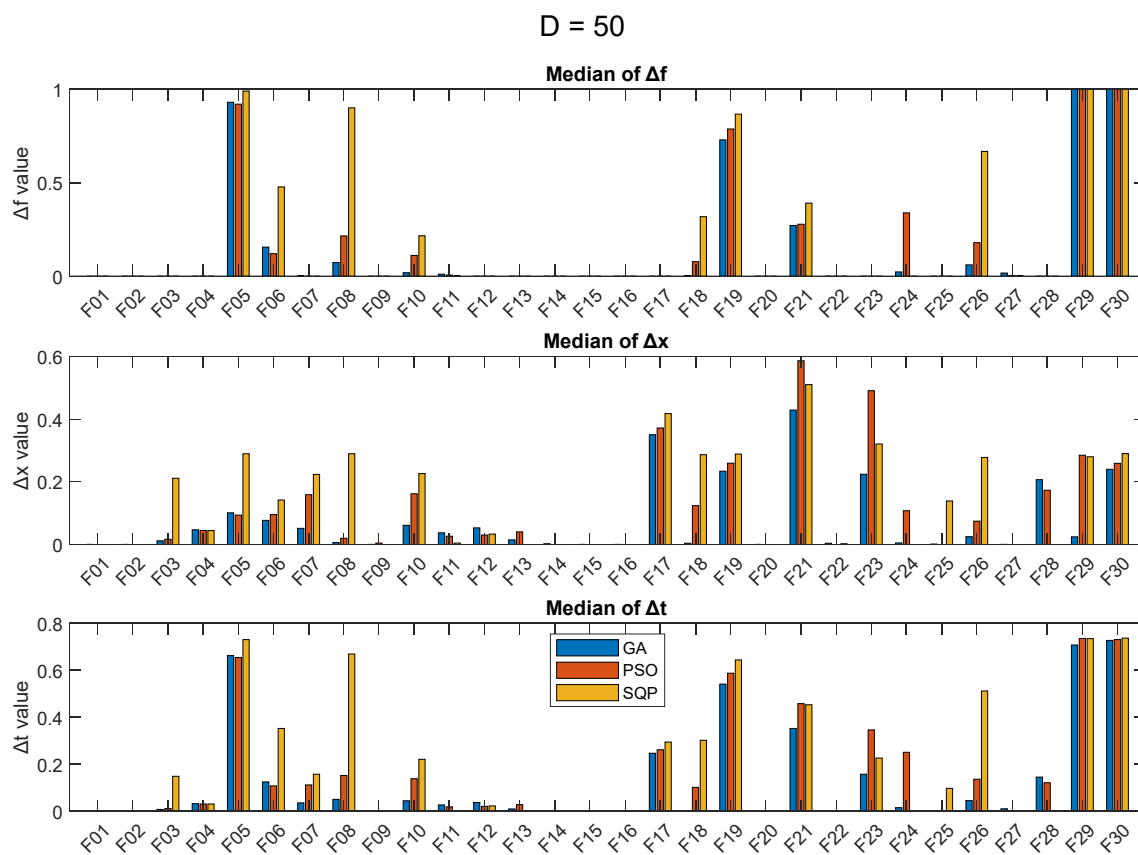 D = 50
Median of Δf
1
0.5
0
Δf value
F01 F02 F03 F04 F05 F06 F07 F08 F09 F10 F11 F12 F13 F14 F15 F16 F17 F18 F19 F20 F21 F22 F23 F24 F25 F26 F27 F28 F29 F30
Median of Δx
0.6
0.4
0.2
0
Δx value
F01 F02 F03 F04 F05 F06 F07 F08 F09 F10 F11 F12 F13 F14 F15 F16 F17 F18 F19 F20 F21 F22 F23 F24 F25 F26 F27 F28 F29 F30
Median of Δt
0.8
0.6
0.4
0.2
0
Δt value
GA
PSO
SQP
F01 F02 F03 F04 F05 F06 F07 F08 F09 F10 F11 F12 F13 F14 F15 F16 F17 F18 F19 F20 F21 F22 F23 F24 F25 F26 F27 F28 F29 F30